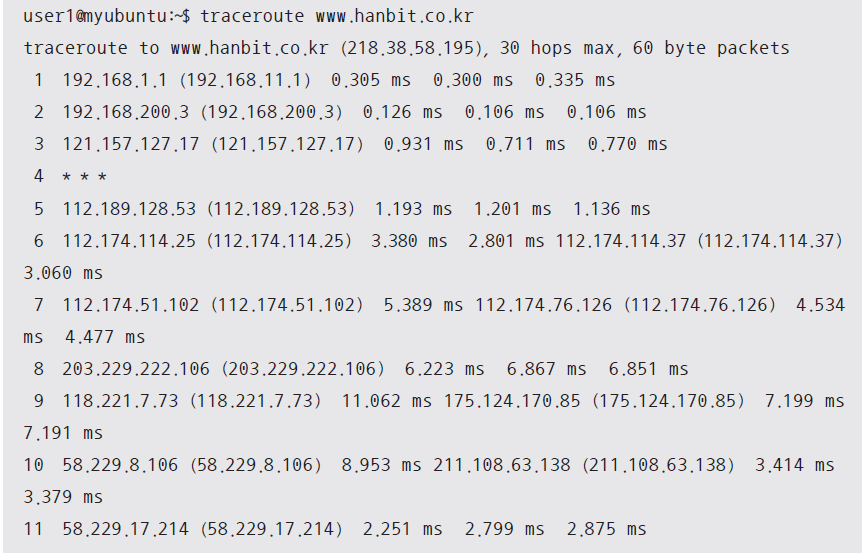 user1@myubuntu:~$ traceroute www.hanbit.co.kr
traceroute to www.hanbit.co.kr (218.38.58.195), 30 hops max, 60 byte packets
1 192.168.1.1 (192.168.11.1) 0.305 ms 0.300 ms 0.335 ms
2 192.168.200.3 (192.168.200.3) 0.126 ms 0.106 ms 0.106 ms
3 121.157.127.17 (121.157.127.17) 0.931 ms 0.711 ms 0.770 ms
4 * * *
5 112.189.128.53 (112.189.128.53) 1.193 ms 1.201 ms 1.136 ms
6 112.174.114.25 (112.174.114.25) 3.380 ms 2.801 ms 112.174.114.37 (112.174.114.37)
3.060 ms
7 112.174.51.102 (112.174.51.102) 5.389 ms 112.174.76.126 (112.174.76.126) 4.534
ms 4.477 ms
8 203.229.222.106 (203.229.222.106) 6.223 ms 6.867 ms 6.851 ms
9 118.221.7.73 (118.221.7.73) 11.062 ms 175.124.170.85 (175.124.170.85) 7.199 ms
7.191 ms
10 58.229.8.106 (58.229.8.106) 8.953 ms 211.108.63.138 (211.108.63.138) 3.414 ms
3.379 ms
11 58.229.17.214 (58.229.17.214) 2.251 ms 2.799 ms 2.875 ms